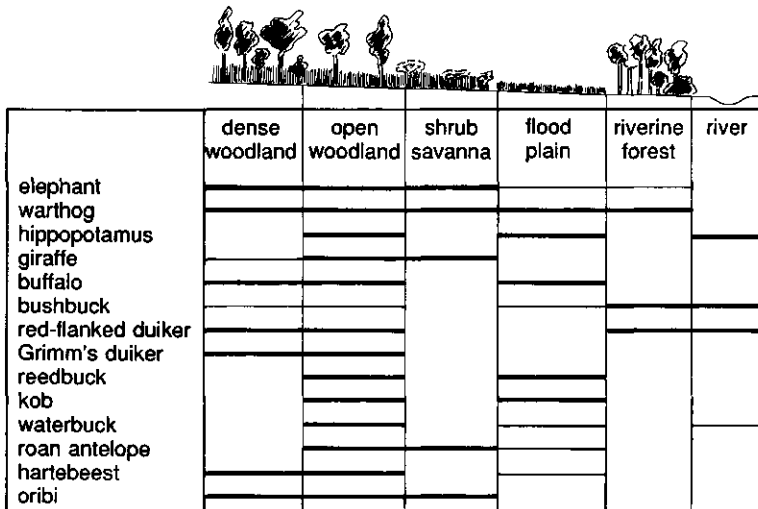 dense open shrub flood riverine river
woodland woodland savanna plain forest
elephant
warthog
hippopotamus
giraffe
buffalo
bushbuck
red-flanked duiker
Grimm's duiker
reedbuck
kob
waterbuck
roan antelope
hartebeest
oribi